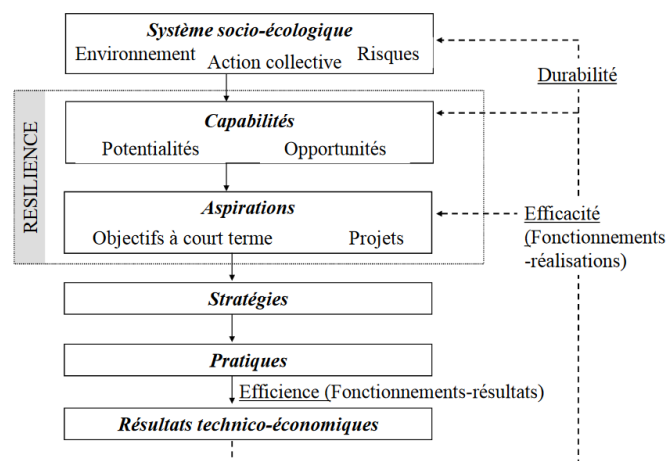 Système socio-écologique
Environnement
Action collective
Risques
Durabilité
RESILIENCE
Capabilités
Potentialités
Opportunités
Aspirations
Objectifs à court terme
Projets
Efficacité
(Fonctionnements
-réalisations)
Stratégies
Pratiques
Efficience (Fonctionnements-résultats)
Résultats technico-économiques